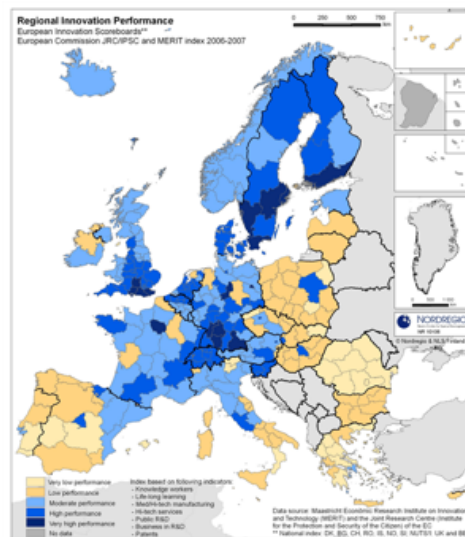 Regional Innovation Performance
European Innovation Scoreboards**
European Commission JRC/IPSC and MERIT index 2006-2007
0 250 500 750
km
NORDREGIO
NR 10108
© Nordregio & NLS Finland
Very low performance
Low performance
Moderate performance
High performance
Very high performance
No data
Index based on following indicators:
- Knowledge workers
- Life-long learning
- Med/Hi-tech manufacturing
- Hi-tech services
- Public R&D
- Business in R&D
- Patents
Data source: Maastricht Economic Research Institute on Innovation
and Technology (MERIT) and the Joint Research Centre (Institute
for the Protection and Security of the Citizen) of the EC
** National index: DK, BG, CH, RO, IS, NO, SI; NUTS1: UK and BE